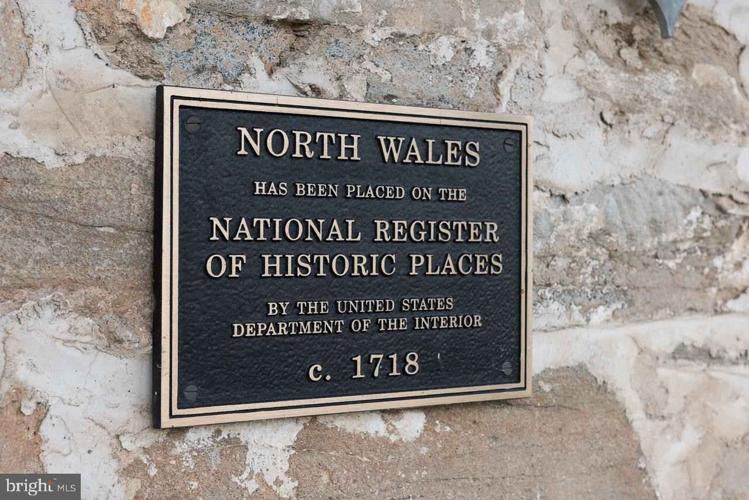 NORTH WALES
HAS BEEN PLACED ON THE
NATIONAL REGISTER
OF HISTORIC PLACES
BY THE UNITED STATES
DEPARTMENT OF THE INTERIOR
c. 1718
bright MLS